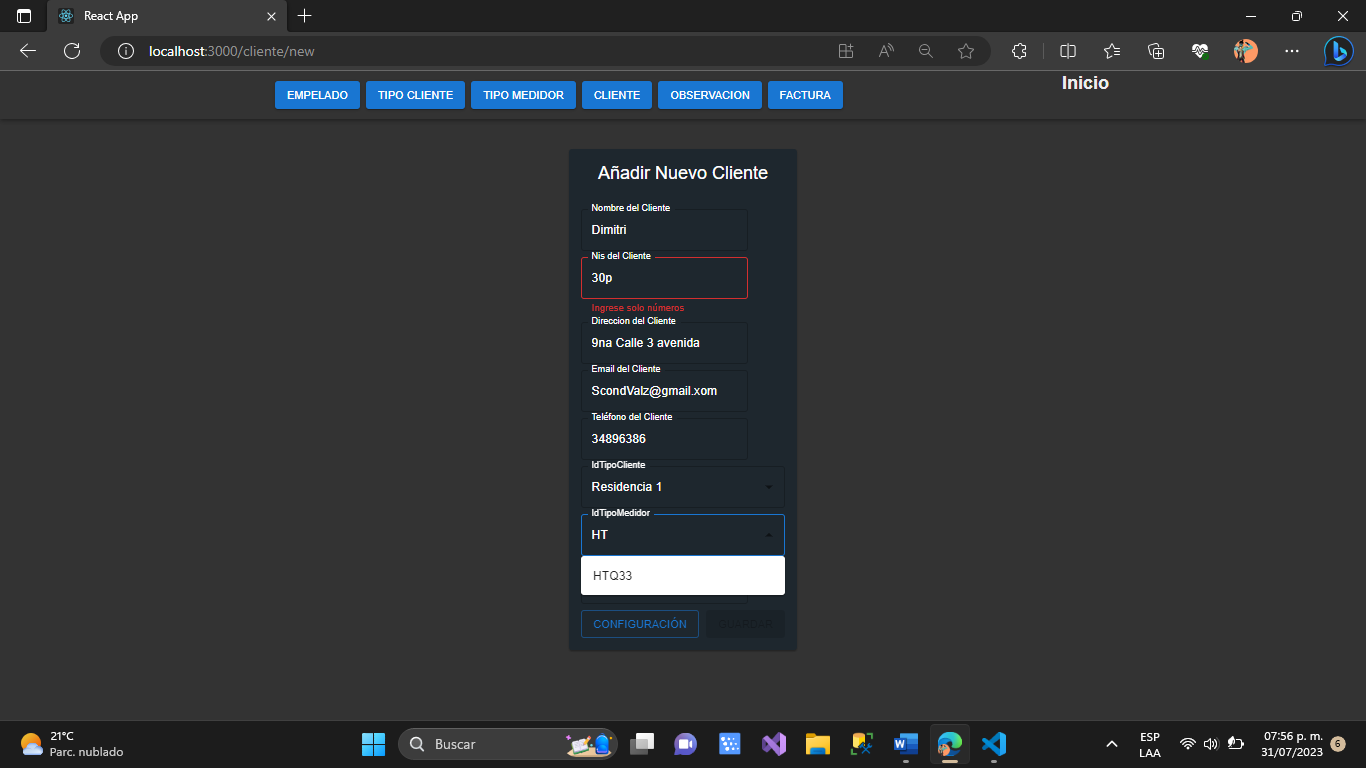 React App
localhost:3000/cliente/new
Inicio
EMPELADO
TIPO CLIENTE
TIPO MEDIDOR
CLIENTE
OBSERVACION
FACTURA
Añadir Nuevo Cliente
Nombre del Cliente
Dimitri
Nis del Cliente
30p
Ingrese solo números
Direccion del Cliente
9na Calle 3 avenida
Email del Cliente
ScondValz@gmail.xom
Teléfono del Cliente
34896386
IdTipoCliente
Residencia 1
IdTipoMedidor
HT
HTQ33
CONFIGURACIÓN
GUARDAR
21°C
Parc. nublado
Buscar
ESP
LAA
07:56 p. m.
31/07/2023
6